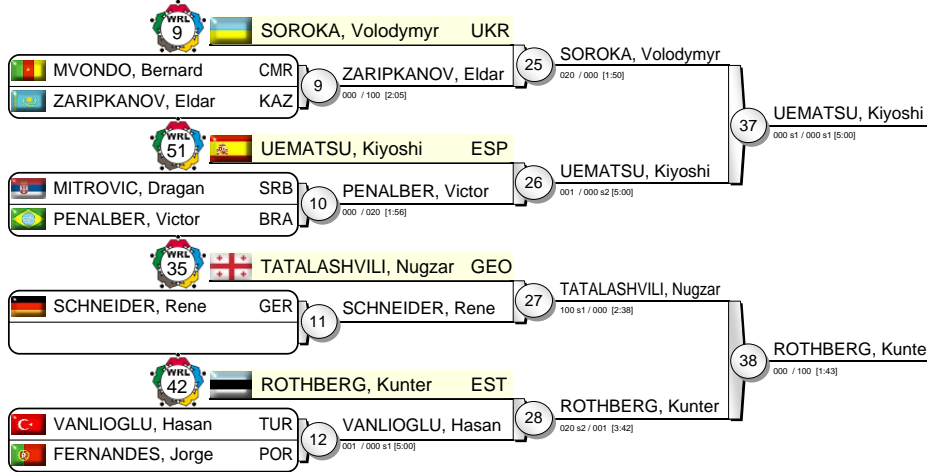 WRL
9
SOROKA, Volodymyr UKR
MVONDO, Bernard CMR
ZARIPKANOV, Eldar KAZ
9
ZARIPKANOV, Eldar
000 / 100 [2:05]
25
SOROKA, Volodymyr
020 / 000 [1:50]
WRL
51
UEMATSU, Kiyoshi ESP
MITROVIC, Dragan SRB
PENALBER, Victor BRA
10
PENALBER, Victor
000 / 020 [1:56]
26
UEMATSU, Kiyoshi
001 / 000 s2 [5:00]
37
UEMATSU, Kiyoshi
000 s1 / 000 s1 [5:00]
WRL
35
TATALASHVILI, Nugzar GEO
SCHNEIDER, Rene GER
11
SCHNEIDER, Rene
27
TATALASHVILI, Nugzar
100 s1 / 000 [2:38]
WRL
42
ROTHBERG, Kunter EST
VANLIOGLU, Hasan TUR
FERNANDES, Jorge POR
12
VANLIOGLU, Hasan
001 / 000 s1 [5:00]
28
ROTHBERG, Kunter
020 s2 / 001 [3:42]
38
ROTHBERG, Kunte
000 / 100 [1:43]